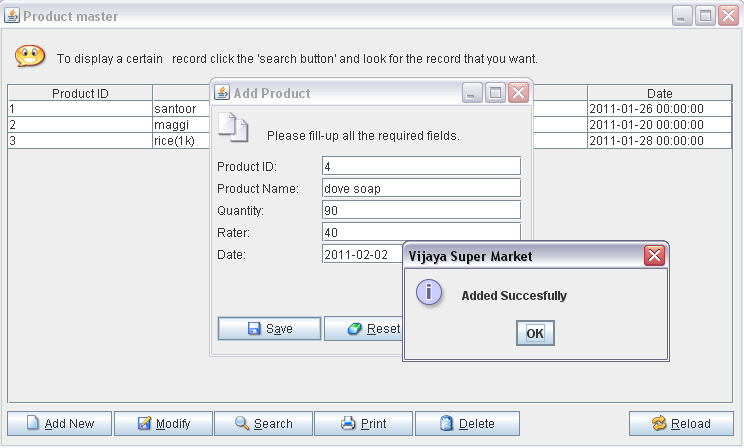 Product master
To display a certain record click the 'search button' and look for the record that you want.
Product ID Date
1 santoor 2011-01-26 00:00:00
2 maggi 2011-01-20 00:00:00
3 rice(1k) 2011-01-28 00:00:00
Add Product
Please fill-up all the required fields.
Product ID: 4
Product Name: dove soap
Quantity: 90
Rater: 40
Date: 2011-02-02
Save Reset
Vijaya Super Market
i
Added Succesfully
OK
Add New Modify Search Print Delete Reload